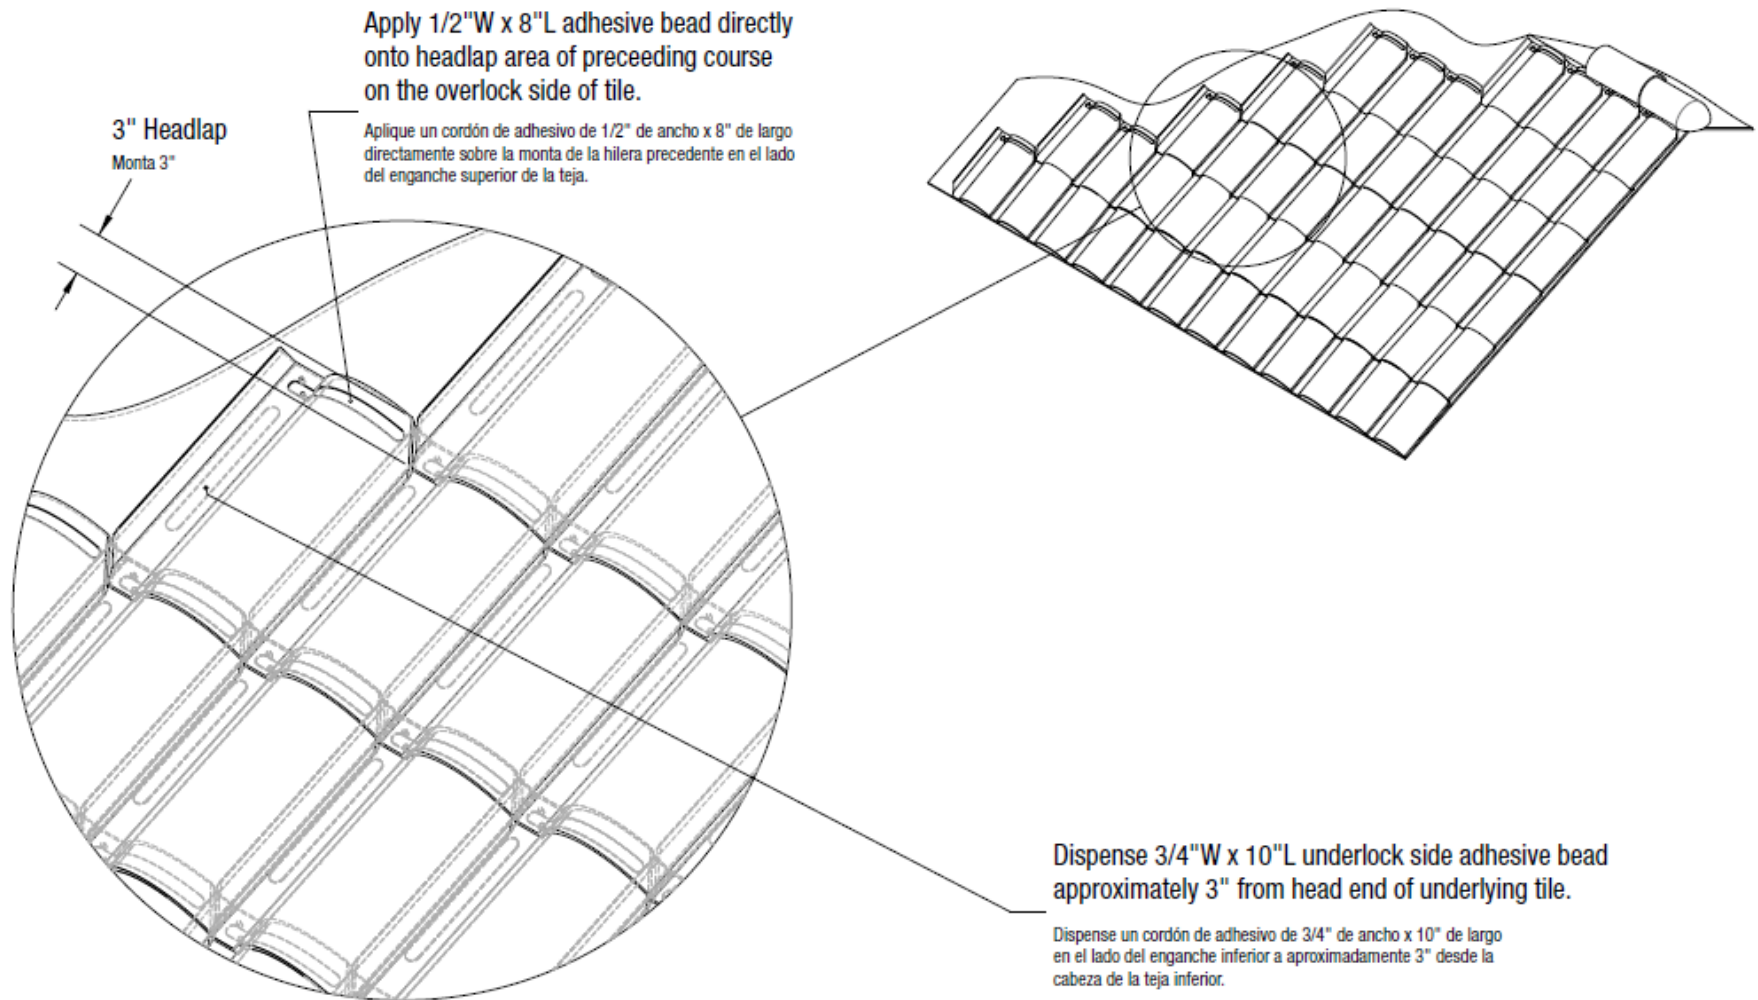 Apply 1/2"W x 8"L adhesive bead directly
onto headlap area of preceeding course
on the overlock side of tile.
Aplique un cordón de adhesivo de 1/2" de ancho x 8" de largo
directamente sobre la monta de la hilera precedente en el lado
del enganche superior de la teja.
3" Headlap
Monta 3"
Dispense 3/4"W x 10"L underlock side adhesive bead
approximately 3" from head end of underlying tile.
Dispense un cordón de adhesivo de 3/4" de ancho x 10" de largo
en el lado del enganche inferior a aproximadamente 3" desde la
cabeza de la teja inferior.